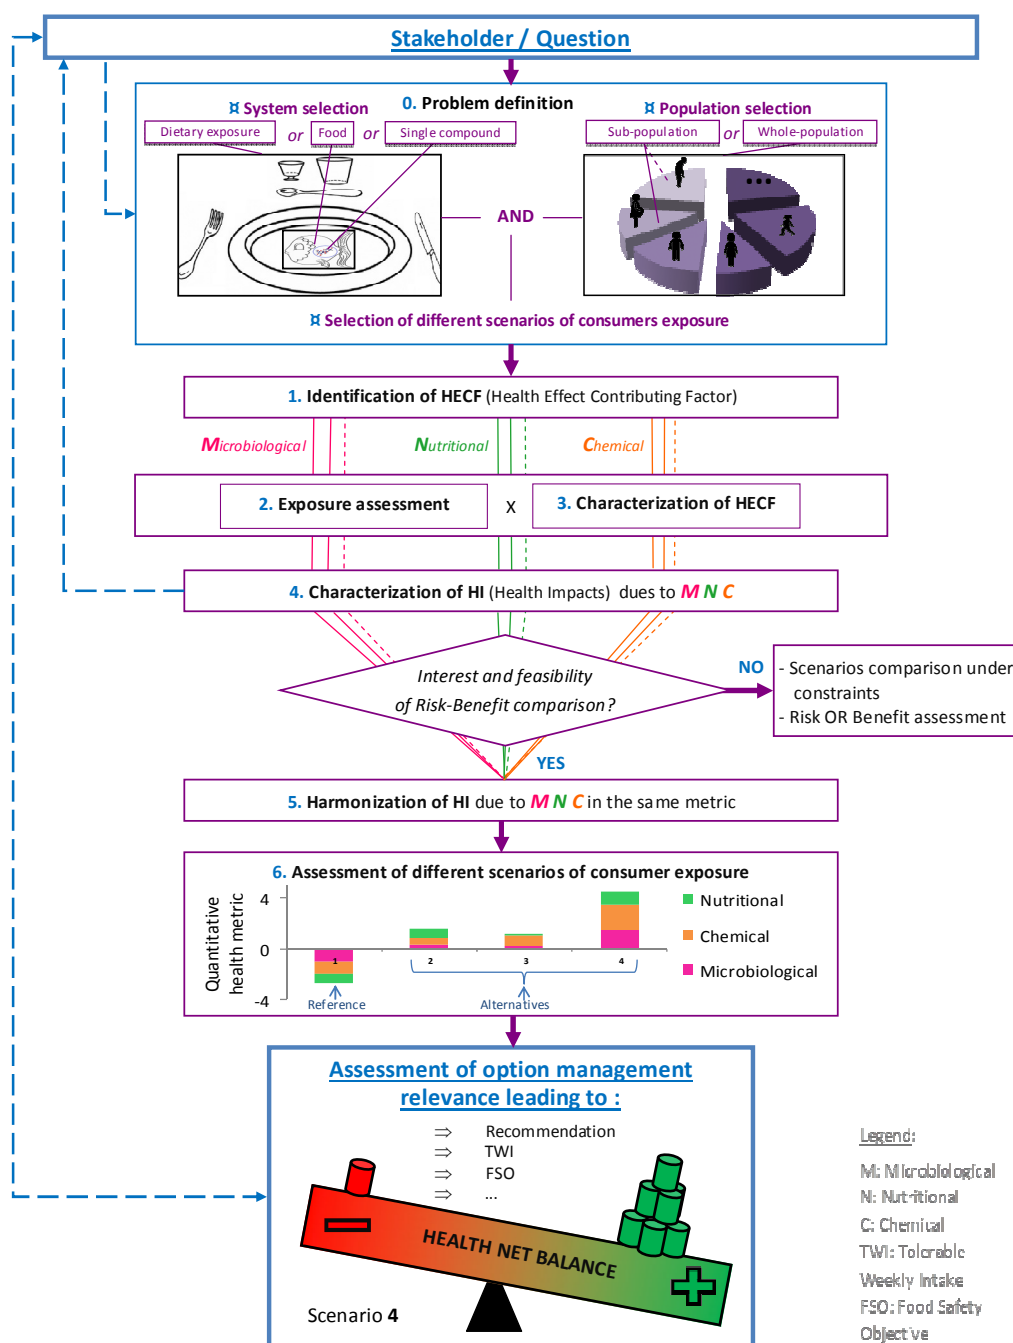 Stakeholder / Question
0. Problem definition
¤ System selection
¤ Population selection
Dietary exposure or Food or Single compound
Sub-population or Whole-population
AND
¤ Selection of different scenarios of consumers exposure
1. Identification of HECF (Health Effect Contributing Factor)
Microbiological
Nutritional
Chemical
2. Exposure assessment X 3. Characterization of HECF
4. Characterization of HI (Health Impacts) dues to M N C
Interest and feasibility
of Risk-Benefit comparison?
NO
- Scenarios comparison under
constraints
- Risk OR Benefit assessment
YES
5. Harmonization of HI due to M N C in the same metric
6. Assessment of different scenarios of consumer exposure
Quantitative
health metric
4
0
-4
1
2
3
4
Reference
Alternatives
Nutritional
Chemical
Microbiological
Assessment of option management
relevance leading to :
⇒ Recommendation
⇒ TWI
⇒ FSO
⇒ ...
HEALTH NET BALANCE
Scenario 4
Legend:
M: Microbiological
N: Nutritional
C: Chemical
TWI: Tolerable
Weekly Intake
FSO: Food Safety
Objective